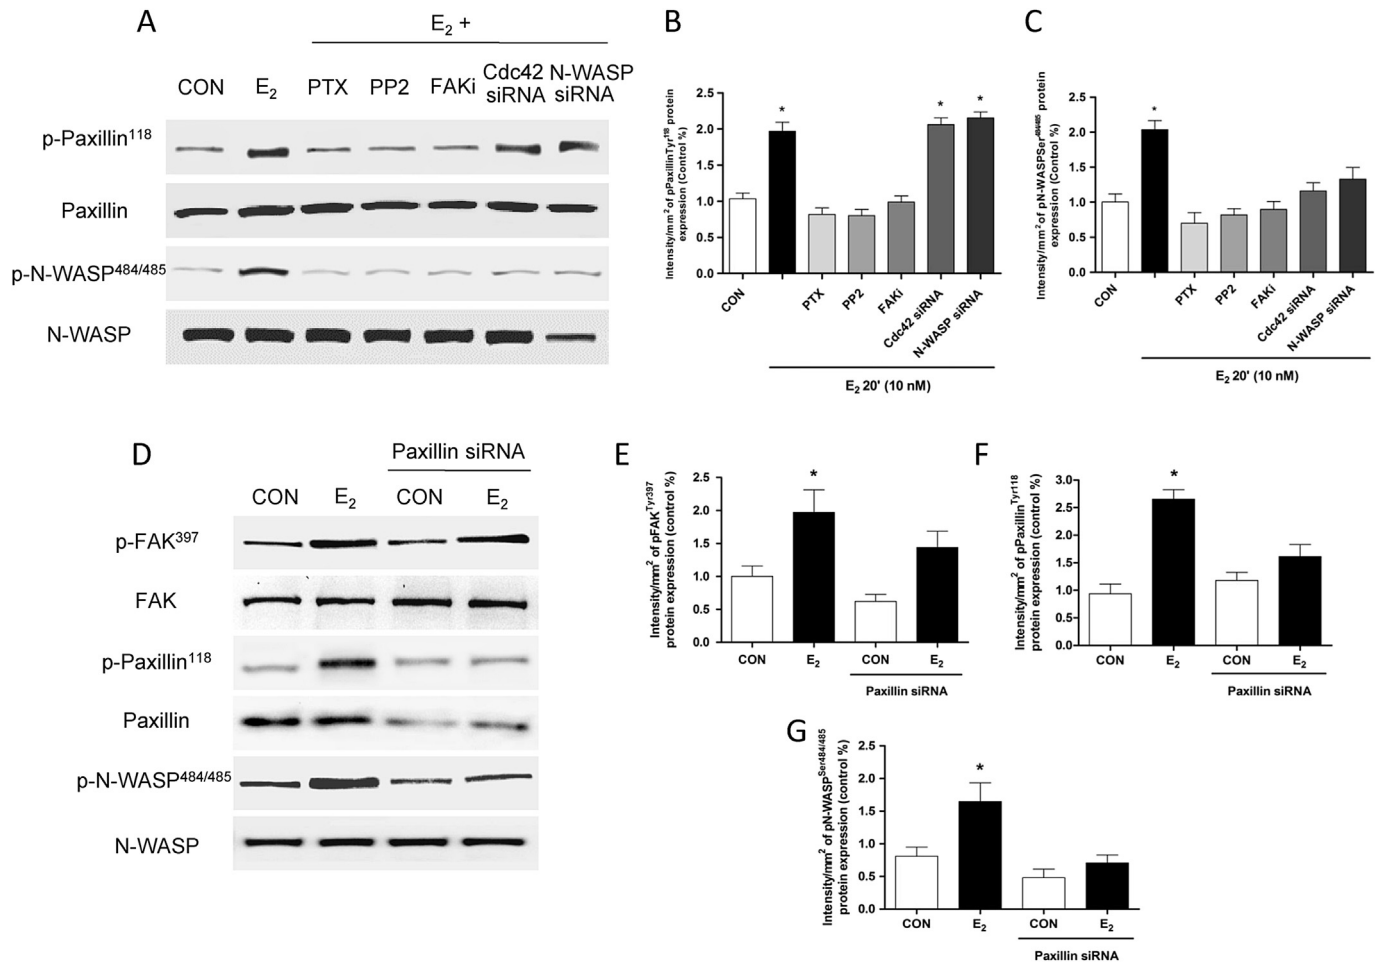 A
E2 +
CON
E2
PTX
PP2
FAKi
Cdc42
siRNA
N-WASP
siRNA
p-Paxillin118
Paxillin
p-N-WASP484/485
N-WASP
B
Intensity/mm2 of pPaxillinTyr118 protein
expression (Control %)
2.5
2.0
1.5
1.0
0.5
0.0
*
*
*
CON
PTX
PP2
FAKi
Cdc42 siRNA
N-WASP siRNA
E2 20' (10 nM)
C
Intensity/mm2 of pN-WASPSer484/485 protein
expression (Control %)
2.5
2.0
1.5
1.0
0.5
0.0
*
CON
PTX
PP2
FAKi
Cdc42 siRNA
N-WASP siRNA
E2 20' (10 nM)
D
Paxillin siRNA
CON
E2
CON
E2
p-FAK397
FAK
p-Paxillin118
Paxillin
p-N-WASP484/485
N-WASP
E
Intensity/mm2 of pFAKTyr397
protein expression (control %)
2.5
2.0
1.5
1.0
0.5
0.0
*
CON
E2
CON
E2
Paxillin siRNA
F
Intensity/mm2 of pPaxillinTyr118
protein expression (control %)
3.0
2.5
2.0
1.5
1.0
0.5
0.0
*
CON
E2
CON
E2
Paxillin siRNA
G
Intensity/mm2 of pN-WASPSer484/485
protein expression (control %)
2.5
2.0
1.5
1.0
0.5
0.0
*
CON
E2
CON
E2
Paxillin siRNA